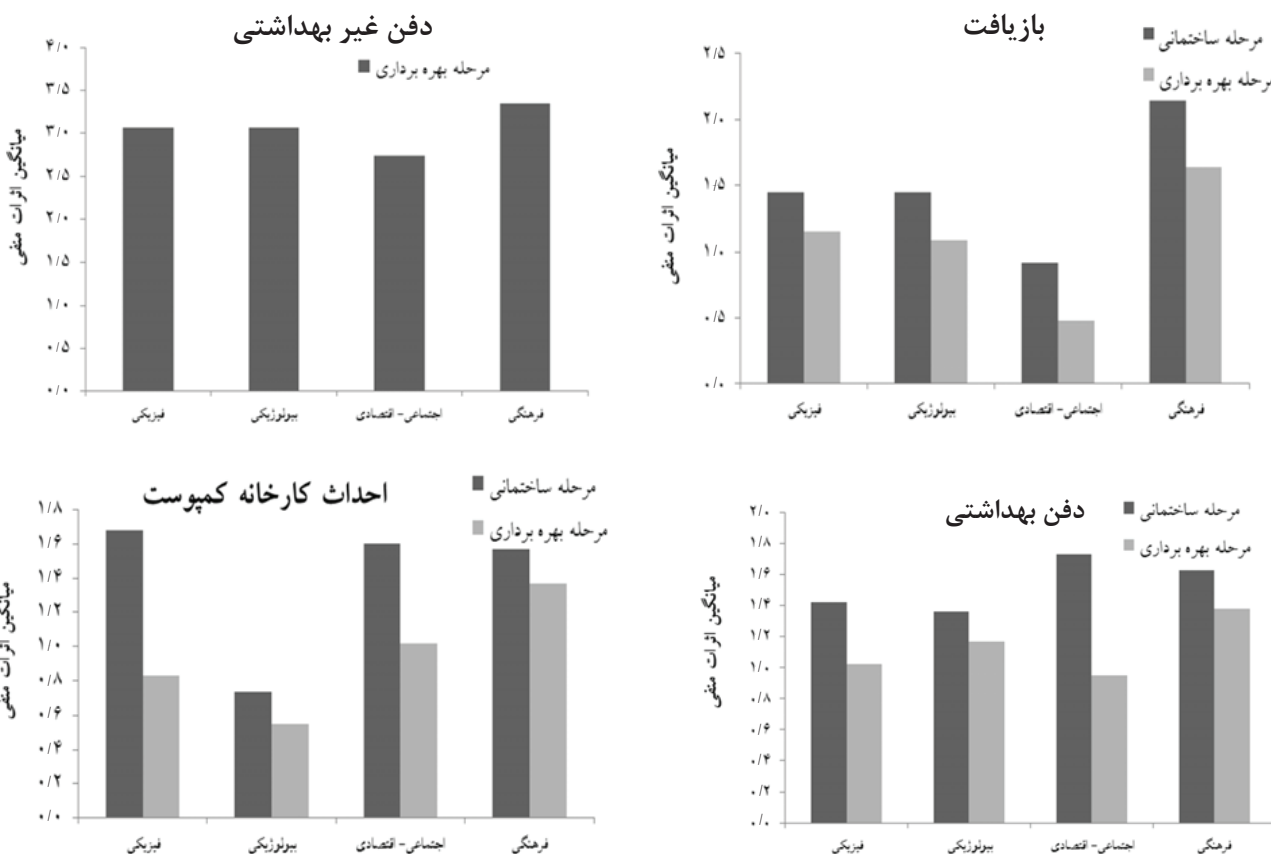 دفن غیر بهداشتی
مرحله بهره برداری
میانگین اثرات منفی
۴/۰
۳/۵
۳/۰
۲/۵
۲/۰
۱/۵
۱/۰
۰/۵
۰/۰
فیزیکی
بیولوژیکی
اجتماعی- اقتصادی
فرهنگی
بازیافت
مرحله ساختمانی
مرحله بهره برداری
میانگین اثرات منفی
۲/۵
۲/۰
۱/۵
۱/۰
۰/۵
۰/۰
فیزیکی
بیولوژیکی
اجتماعی- اقتصادی
فرهنگی
احداث کارخانه کمپوست
مرحله ساختمانی
مرحله بهره برداری
میانگین اثرات منفی
۱/۸
۱/۶
۱/۴
۱/۲
۱/۰
۰/۸
۰/۶
۰/۴
۰/۲
۰/۰
فیزیکی
بیولوژیکی
اجتماعی- اقتصادی
فرهنگی
دفن بهداشتی
مرحله ساختمانی
مرحله بهره برداری
میانگین اثرات منفی
۲/۰
۱/۸
۱/۶
۱/۴
۱/۲
۱/۰
۰/۸
۰/۶
۰/۴
۰/۲
۰/۰
فیزیکی
بیولوژیکی
اجتماعی- اقتصادی
فرهنگی